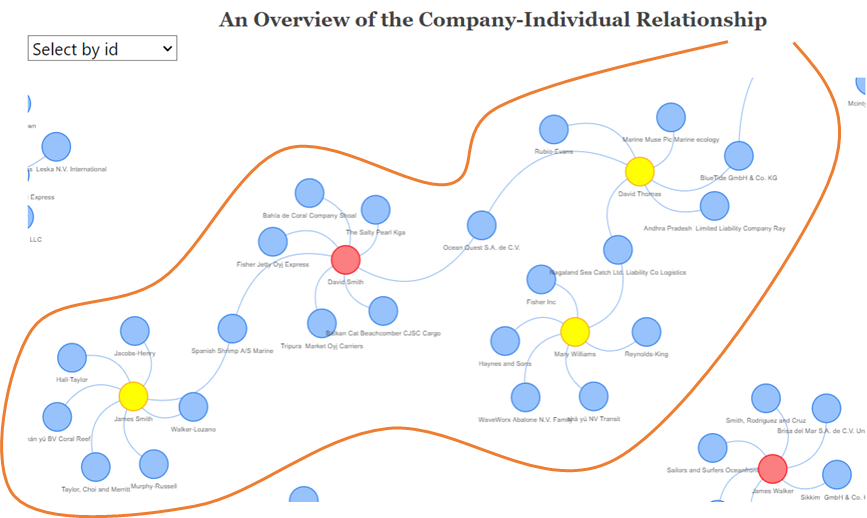 An Overview of the Company-Individual Relationship
Select by id
Leska N.V. International
Express
LLC
Rubio-Evans
Marine Muse Plc Marine ecology
BlueTide GmbH & Co. KG
David Thomas
Andhra Pradesh Limited Liability Company Ray
Bahía de Coral Company Shoal
The Salty Pearl Kga
Ocean Quest S.A. de C.V.
Fisher Jetty Oyj Express
David Smith
Nagaland Sea Catch Ltd. Liability Co Logistics
Fisher Inc
Balkan Cat Beachcomber CJSC Cargo
Tripura Market Oyj Carriers
Spanish Shrimp A/S Marine
Jacobs-Henry
Haynes and Sons
Mary Williams
Reynolds-King
Hall-Taylor
James Smith
Walker-Lozano
WaveWorx Abalone N.V. Family
yú NV Transit
yú BV Coral Reef
Taylor, Choi and Merritt
Murphy-Russell
Smith, Rodriguez and Cruz
Brisa del Mar S.A. de C.V.
Sailors and Surfers Oceanfront
James Walker
Sikkim GmbH & Co.